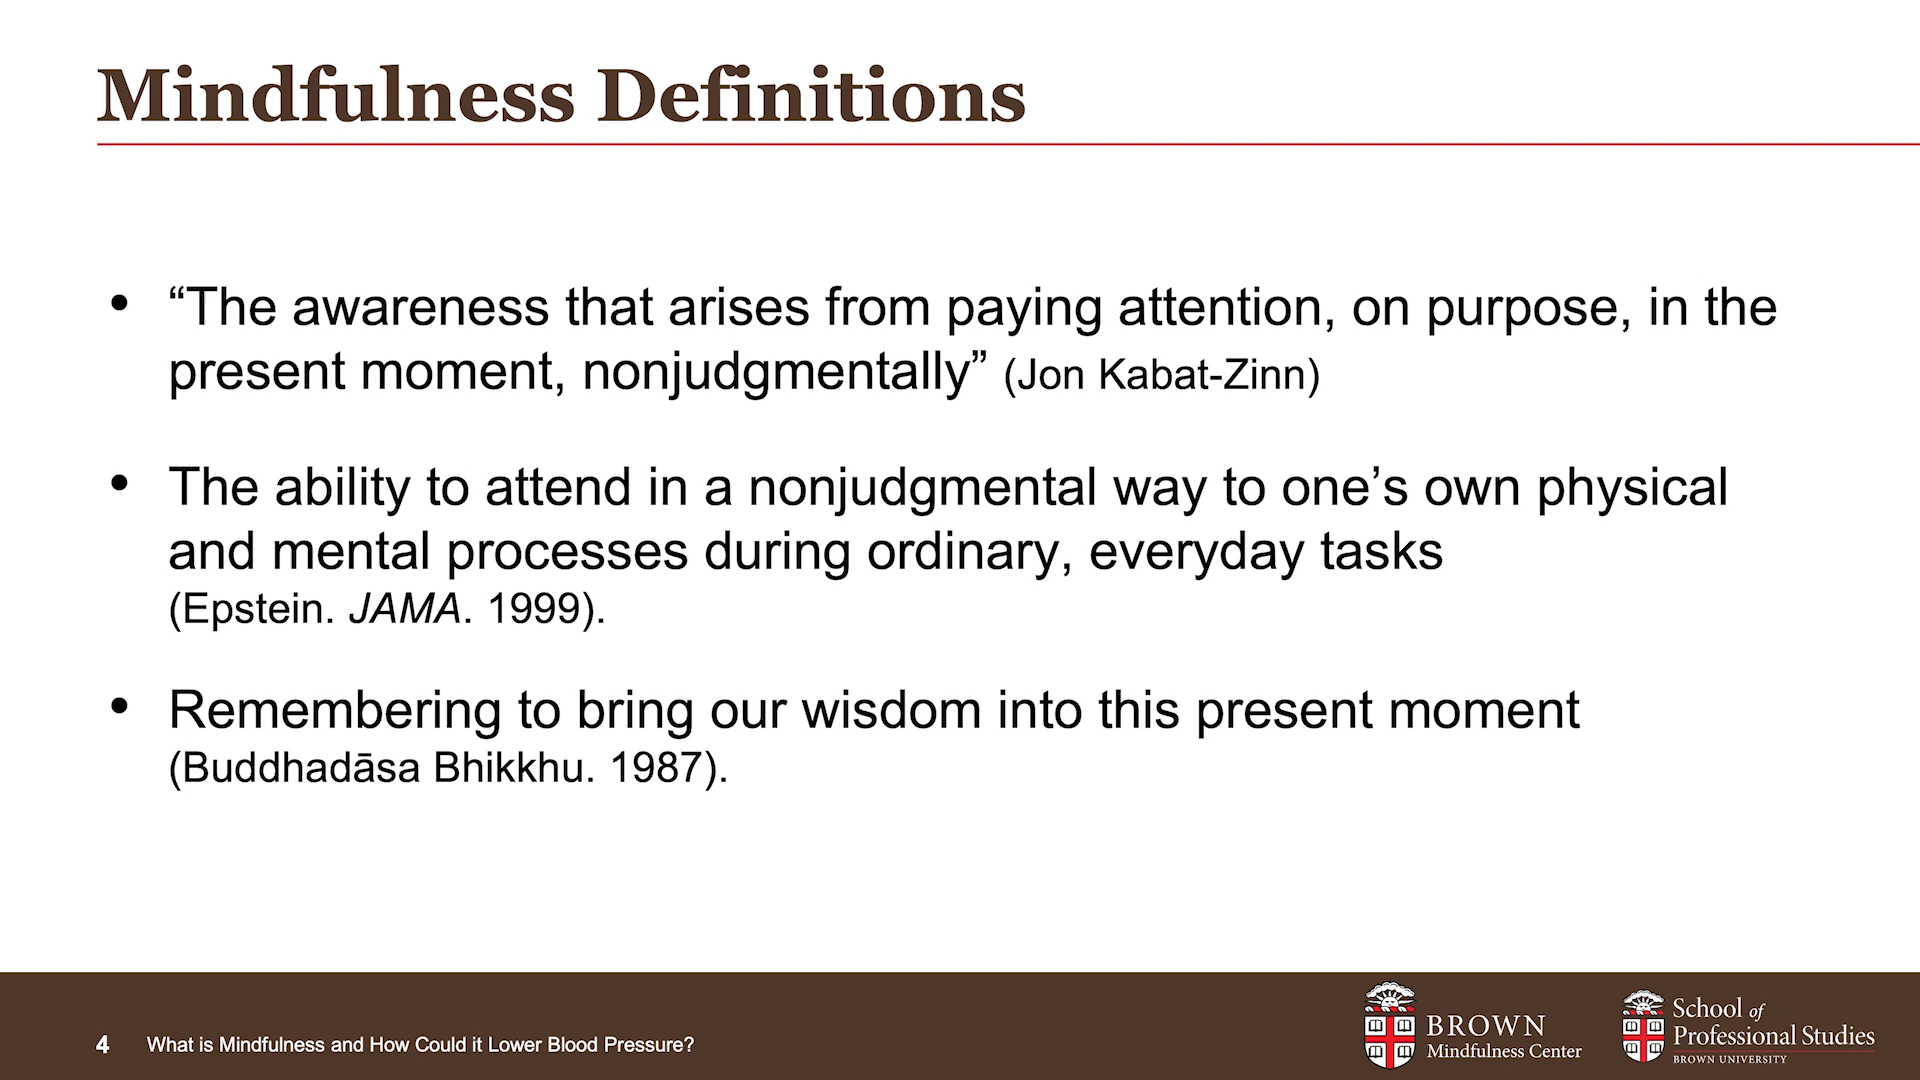 Mindfulness Definitions
• “The awareness that arises from paying attention, on purpose, in the
present moment, nonjudgmentally” (Jon Kabat-Zinn)
• The ability to attend in a nonjudgmental way to one’s own physical
and mental processes during ordinary, everyday tasks
(Epstein. JAMA. 1999).
• Remembering to bring our wisdom into this present moment
(Buddhadāsa Bhikkhu. 1987).
4 What is Mindfulness and How Could it Lower Blood Pressure?
BROWN
Mindfulness Center
School of
Professional Studies
BROWN UNIVERSITY